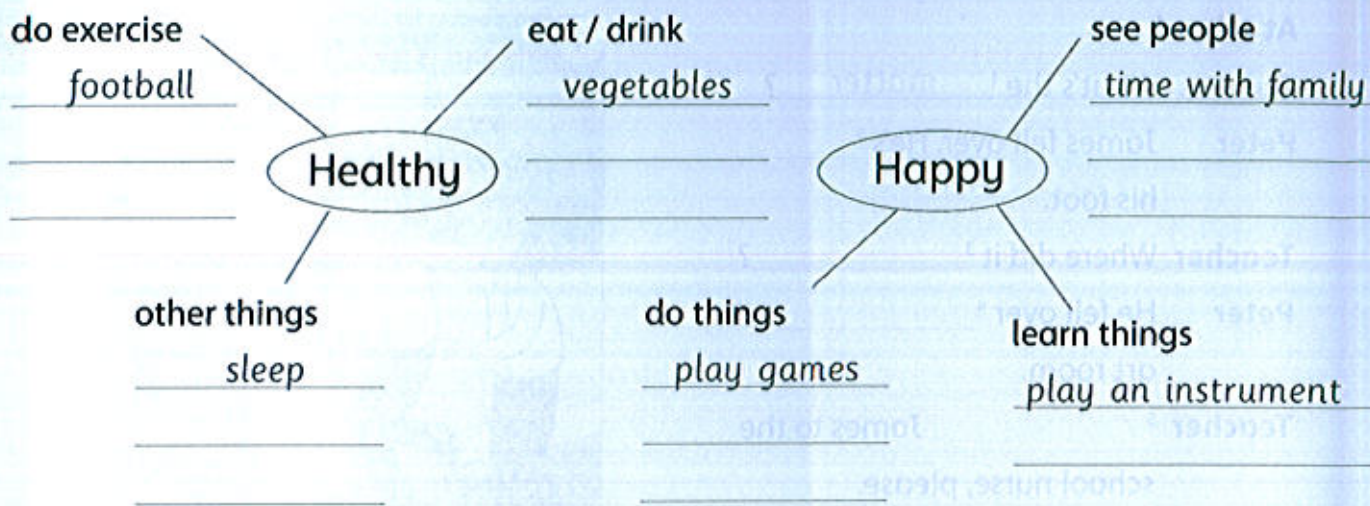 do exercise
football
eat / drink
vegetables
Healthy
other things
sleep
see people
time with family
Happy
do things
play games
learn things
play an instrument